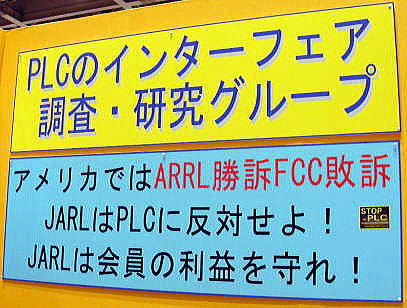 PLCのインターフェア
調査・研究グループ
アメリカではARRL勝訴FCC敗訴
JARLはPLCに反対せよ！
STOP
PLC
JARLは会員の利益を守れ！